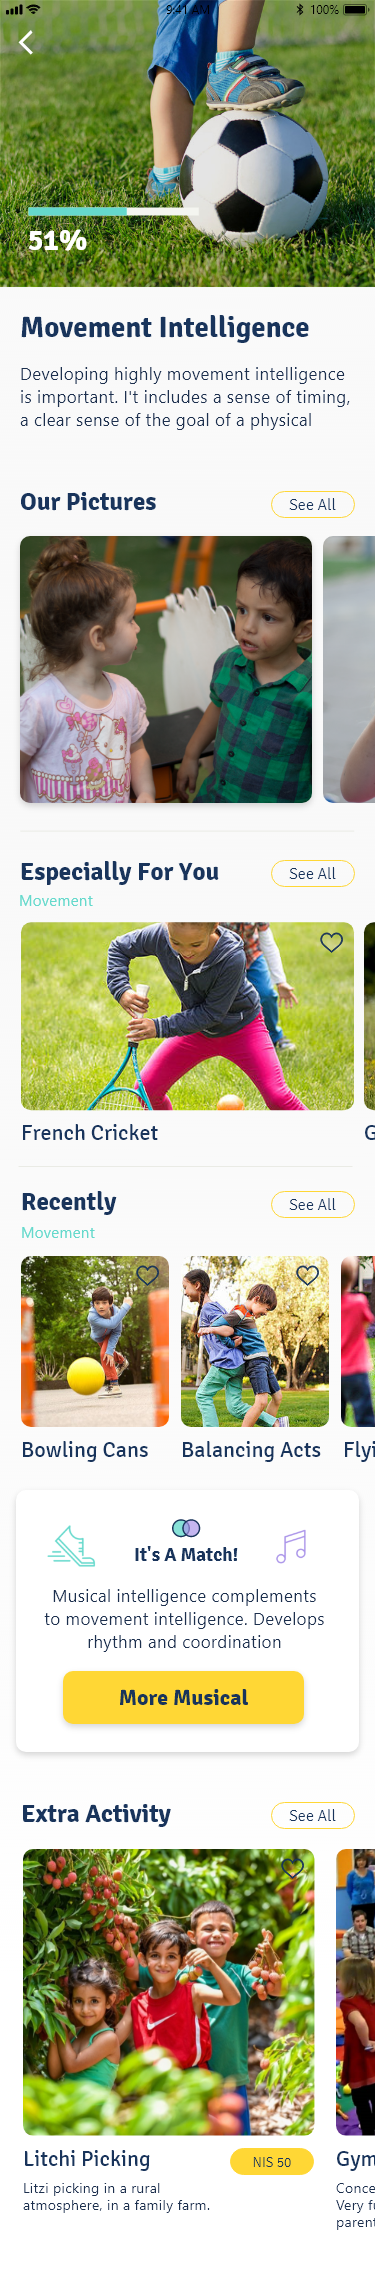 9:41 AM 100%
51%
Movement Intelligence
Developing highly movement intelligence
is important. I't includes a sense of timing,
a clear sense of the goal of a physical
Our Pictures See All
Especially For You See All
Movement
French Cricket G
Recently See All
Movement
Bowling Cans Balancing Acts Flyi
It's A Match!
Musical intelligence complements
to movement intelligence. Develops
rhythm and coordination
More Musical
Extra Activity See All
Litchi Picking NIS 50 Gym
Litzi picking in a rural Conce
atmosphere, in a family farm. Very fu
parent